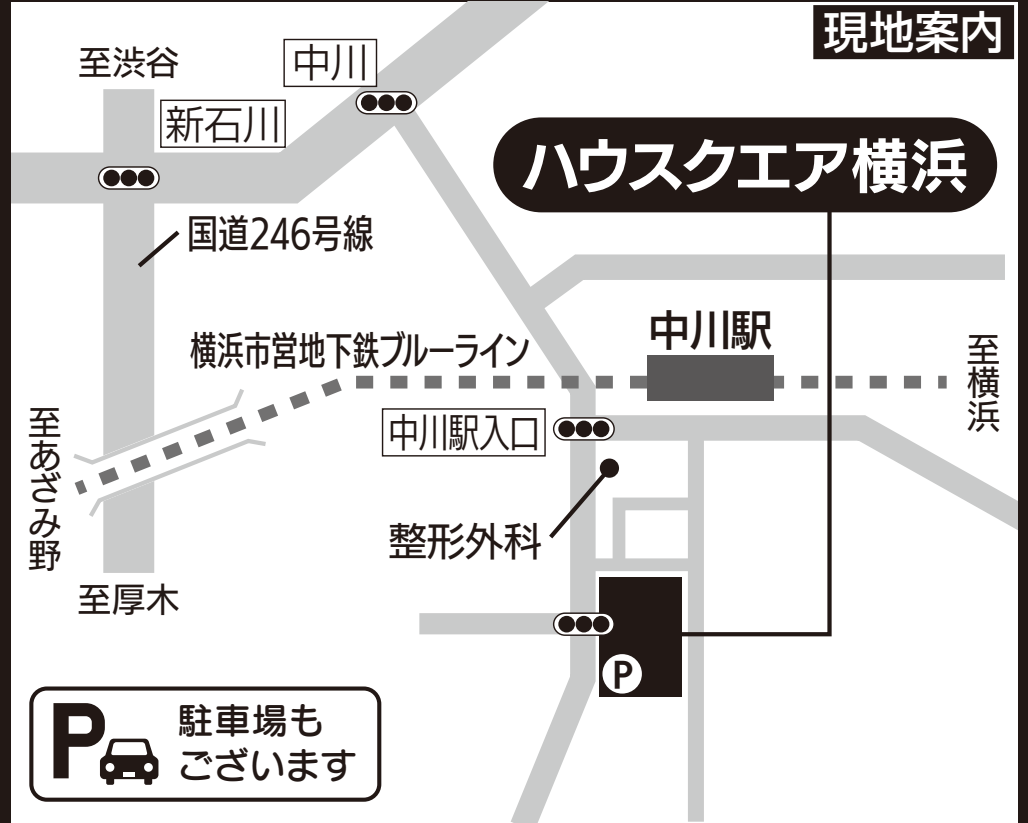 現地案内
至渋谷
中川
新石川
ハウスクエア横浜
国道246号線
中川駅
横浜市営地下鉄ブルーライン
至横浜
至あざみ野
中川駅入口
整形外科
至厚木
P
P
駐車場も
ございます